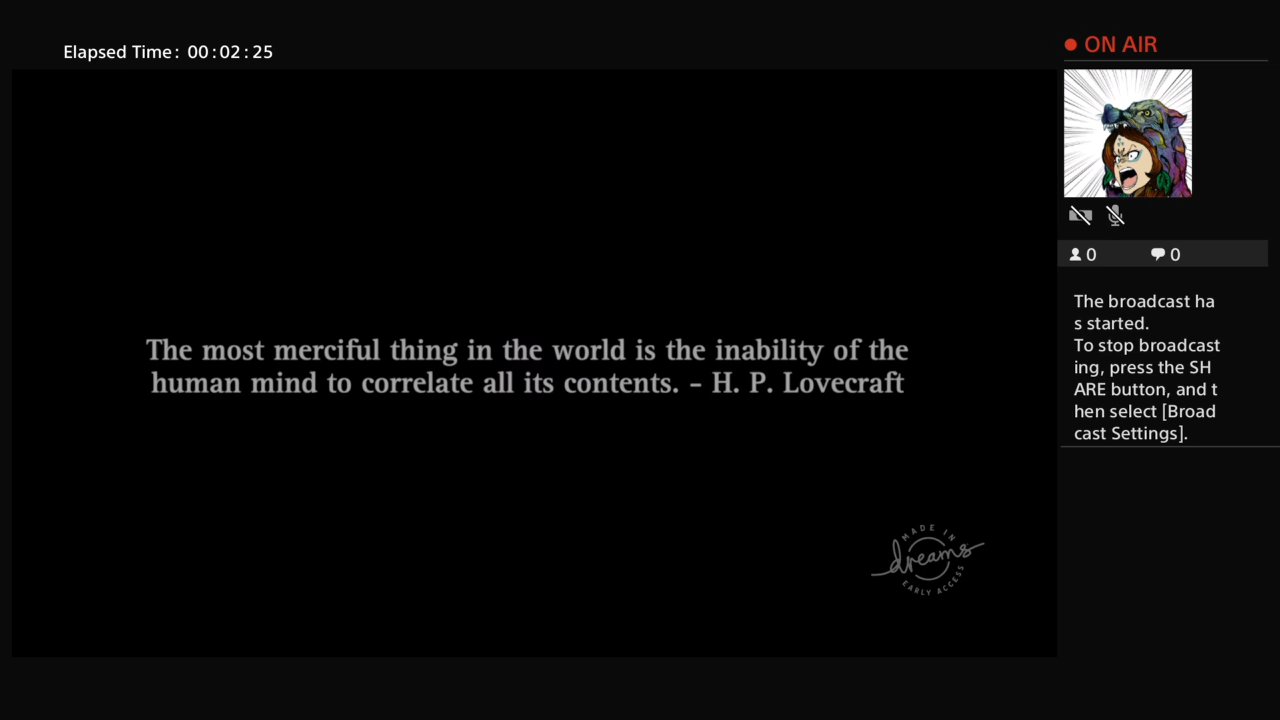 Elapsed Time: 00:02:25
ON AIR
0 0
The broadcast ha
s started.
To stop broadcast
ing, press the SH
ARE button, and t
hen select [Broad
cast Settings].
The most merciful thing in the world is the inability of the
human mind to correlate all its contents. – H. P. Lovecraft
MADE IN
dreams
EARLY ACCESS